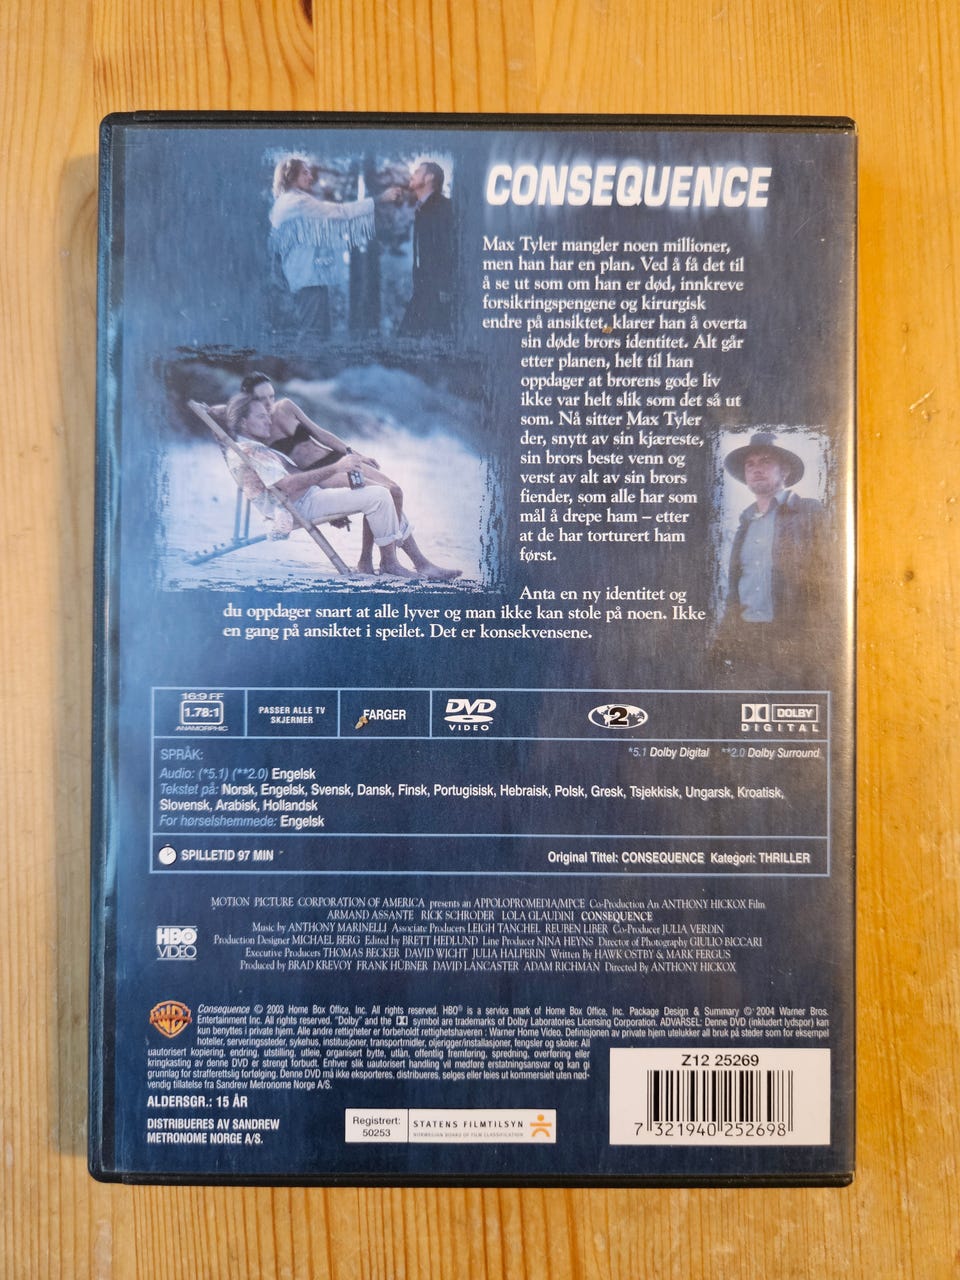 CONSEQUENCE
Max Tyler mangler noen millioner,
men han har en plan. Ved å få det til
å se ut som om han er død, innkreve
forsikringspengene og kirurgisk
endre på ansiktet, klarer han å overta
sin døde brors identitet. Alt går
etter planen, helt til han
oppdager at brorens gode liv
ikke var helt slik som det så ut
som. Nå sitter Max Tyler
der, snytt av sin kjæreste,
sin brors beste venn og
verst av alt av sin brors
fiender, som alle har som
mål å drepe ham – etter
at de har torturert ham
først.
Anta en ny identitet og
du oppdager snart at alle lyver og man ikke kan stole på noen. Ikke
en gang på ansiktet i speilet. Det er konsekvensene.
16:9 FF
1.78:1
ANAMORPHIC
PASSER ALLE TV
SKJERMER
FARGER
DVD
VIDEO
2
DOLBY
DIGITAL
SPRÅK:
*5.1 Dolby Digital **2.0 Dolby Surround
Audio: (*5.1) (**2.0) Engelsk
Tekstet på: Norsk, Engelsk, Svensk, Dansk, Finsk, Portugisisk, Hebraisk, Polsk, Gresk, Tsjekkisk, Ungarsk, Kroatisk,
Slovensk, Arabisk, Hollandsk
For hørselshemmede: Engelsk
SPILLETID 97 MIN
Original Tittel: CONSEQUENCE Kategori: THRILLER
MOTION PICTURE CORPORATION OF AMERICA presents an APPOLOPROMEDIA/MPCE Co-Production An ANTHONY HICKOX Film
ARMAND ASSANTE RICK SCHRODER LOLA GLAUDINI CONSEQUENCE
Music by ANTHONY MARINELLI Associate Producers LEIGH TANCHEL REUBEN LIBER Co-Producer JULIA VERDIN
Production Designer MICHAEL BERG Edited by BRETT HEDLUND Line Producer NINA HEYNS Director of Photography GIULIO BICCARI
Executive Producers THOMAS BECKER DAVID WICHT JULIA HALPERIN Written By HAWK OSTBY & MARK FERGUS
Produced by BRAD KREVOY FRANK HÜBNER DAVID LANCASTER ADAM RICHMAN Directed By ANTHONY HICKOX
HBO
VIDEO
WB
Consequence © 2003 Home Box Office, Inc. All rights reserved. HBO® is a service mark of Home Box Office, Inc. Package Design & Summary © 2004 Warner Bros.
Entertainment Inc. All rights reserved. "Dolby" and the symbol are trademarks of Dolby Laboratories Licensing Corporation. ADVARSEL: Denne DVD (inkludert lydspor) kan
kun benyttes i private hjem. Alle andre rettigheter er forbeholdt rettighetshaveren : Warner Home Video. Definisjonen av private hjem uteukker all bruk på steder som for eksempel
hoteller, serveringssteder, sykehus, institusjoner, transportmidler, oljerigger/installasjoner, fengsler og skoler. All
uautorisert kopiering, endring, utstilling, utleie, organisert bytte, utlån, offentlig fremføring, spredning, overføring eller
kringkasting av denne DVD er strengt forbudt. Enhver slik uautorisert handling vil medføre erstatningsansvar og kan gi
grunnlag for strafferettslig forfølging. Denne DVD må ikke eksporteres, distribueres, selges eller leies ut kommersielt uten nød-
vendig tillatelse fra Sandrew Metronome Norge A/S.
ALDERSGR.: 15 ÅR
DISTRIBUERES AV SANDREW
METRONOME NORGE A/S.
Registrert:
50253
STATENS FILMTILSYN
NORWEGIAN BOARD OF FILM CLASSIFICATION
Z12 25269
7 321940 252698